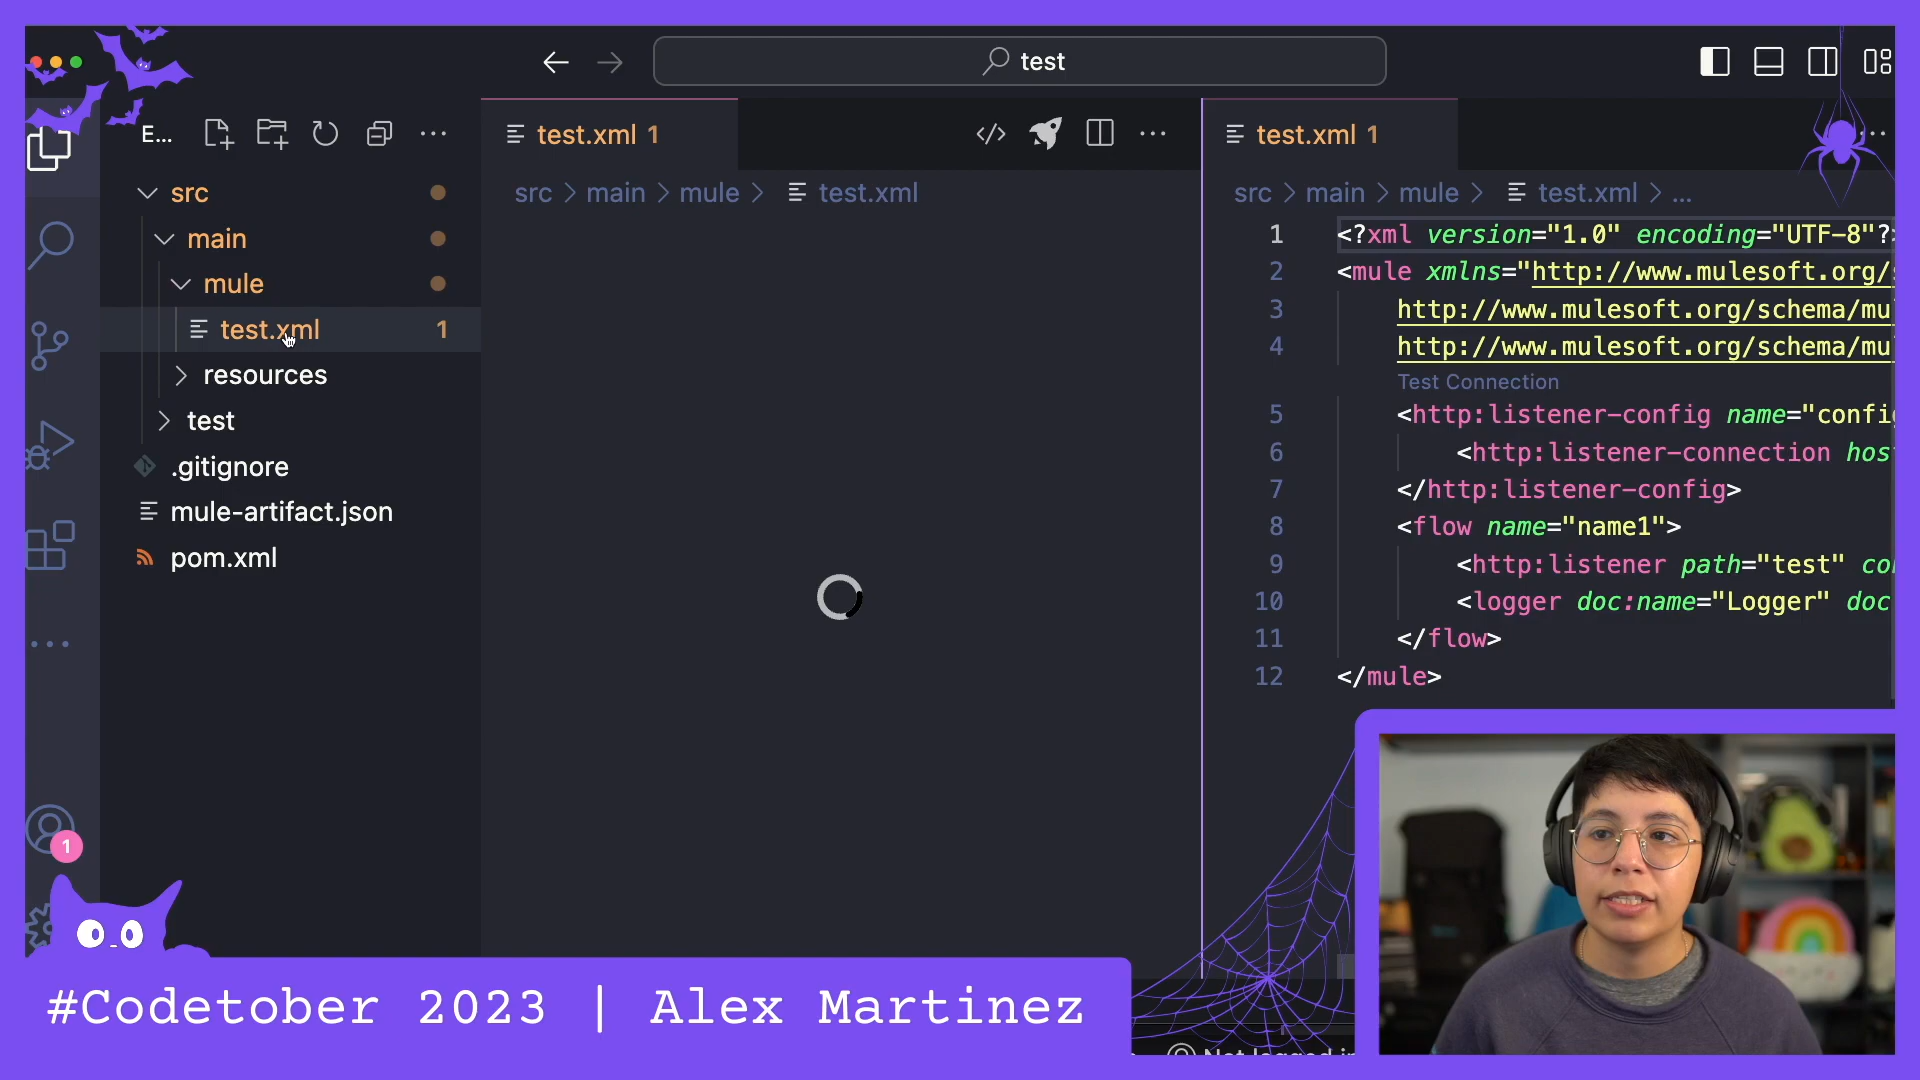 test
E...
test.xml 1
test.xml 1
src > main > mule > test.xml
src > main > mule > test.xml > ...
src
main
mule
test.xml 1
resources
test
.gitignore
mule-artifact.json
pom.xml
1 <?xml version="1.0" encoding="UTF-8"?>
2 <mule xmlns="http://www.mulesoft.org/
3 http://www.mulesoft.org/schema/mu
4 http://www.mulesoft.org/schema/mu
Test Connection
5 <http:listener-config name="config
6 <http:listener-connection hos
7 </http:listener-config>
8 <flow name="name1">
9 <http:listener path="test" co
10 <logger doc:name="Logger" doc
11 </flow>
12 </mule>
1
#Codetober 2023 | Alex Martinez
Not logged in